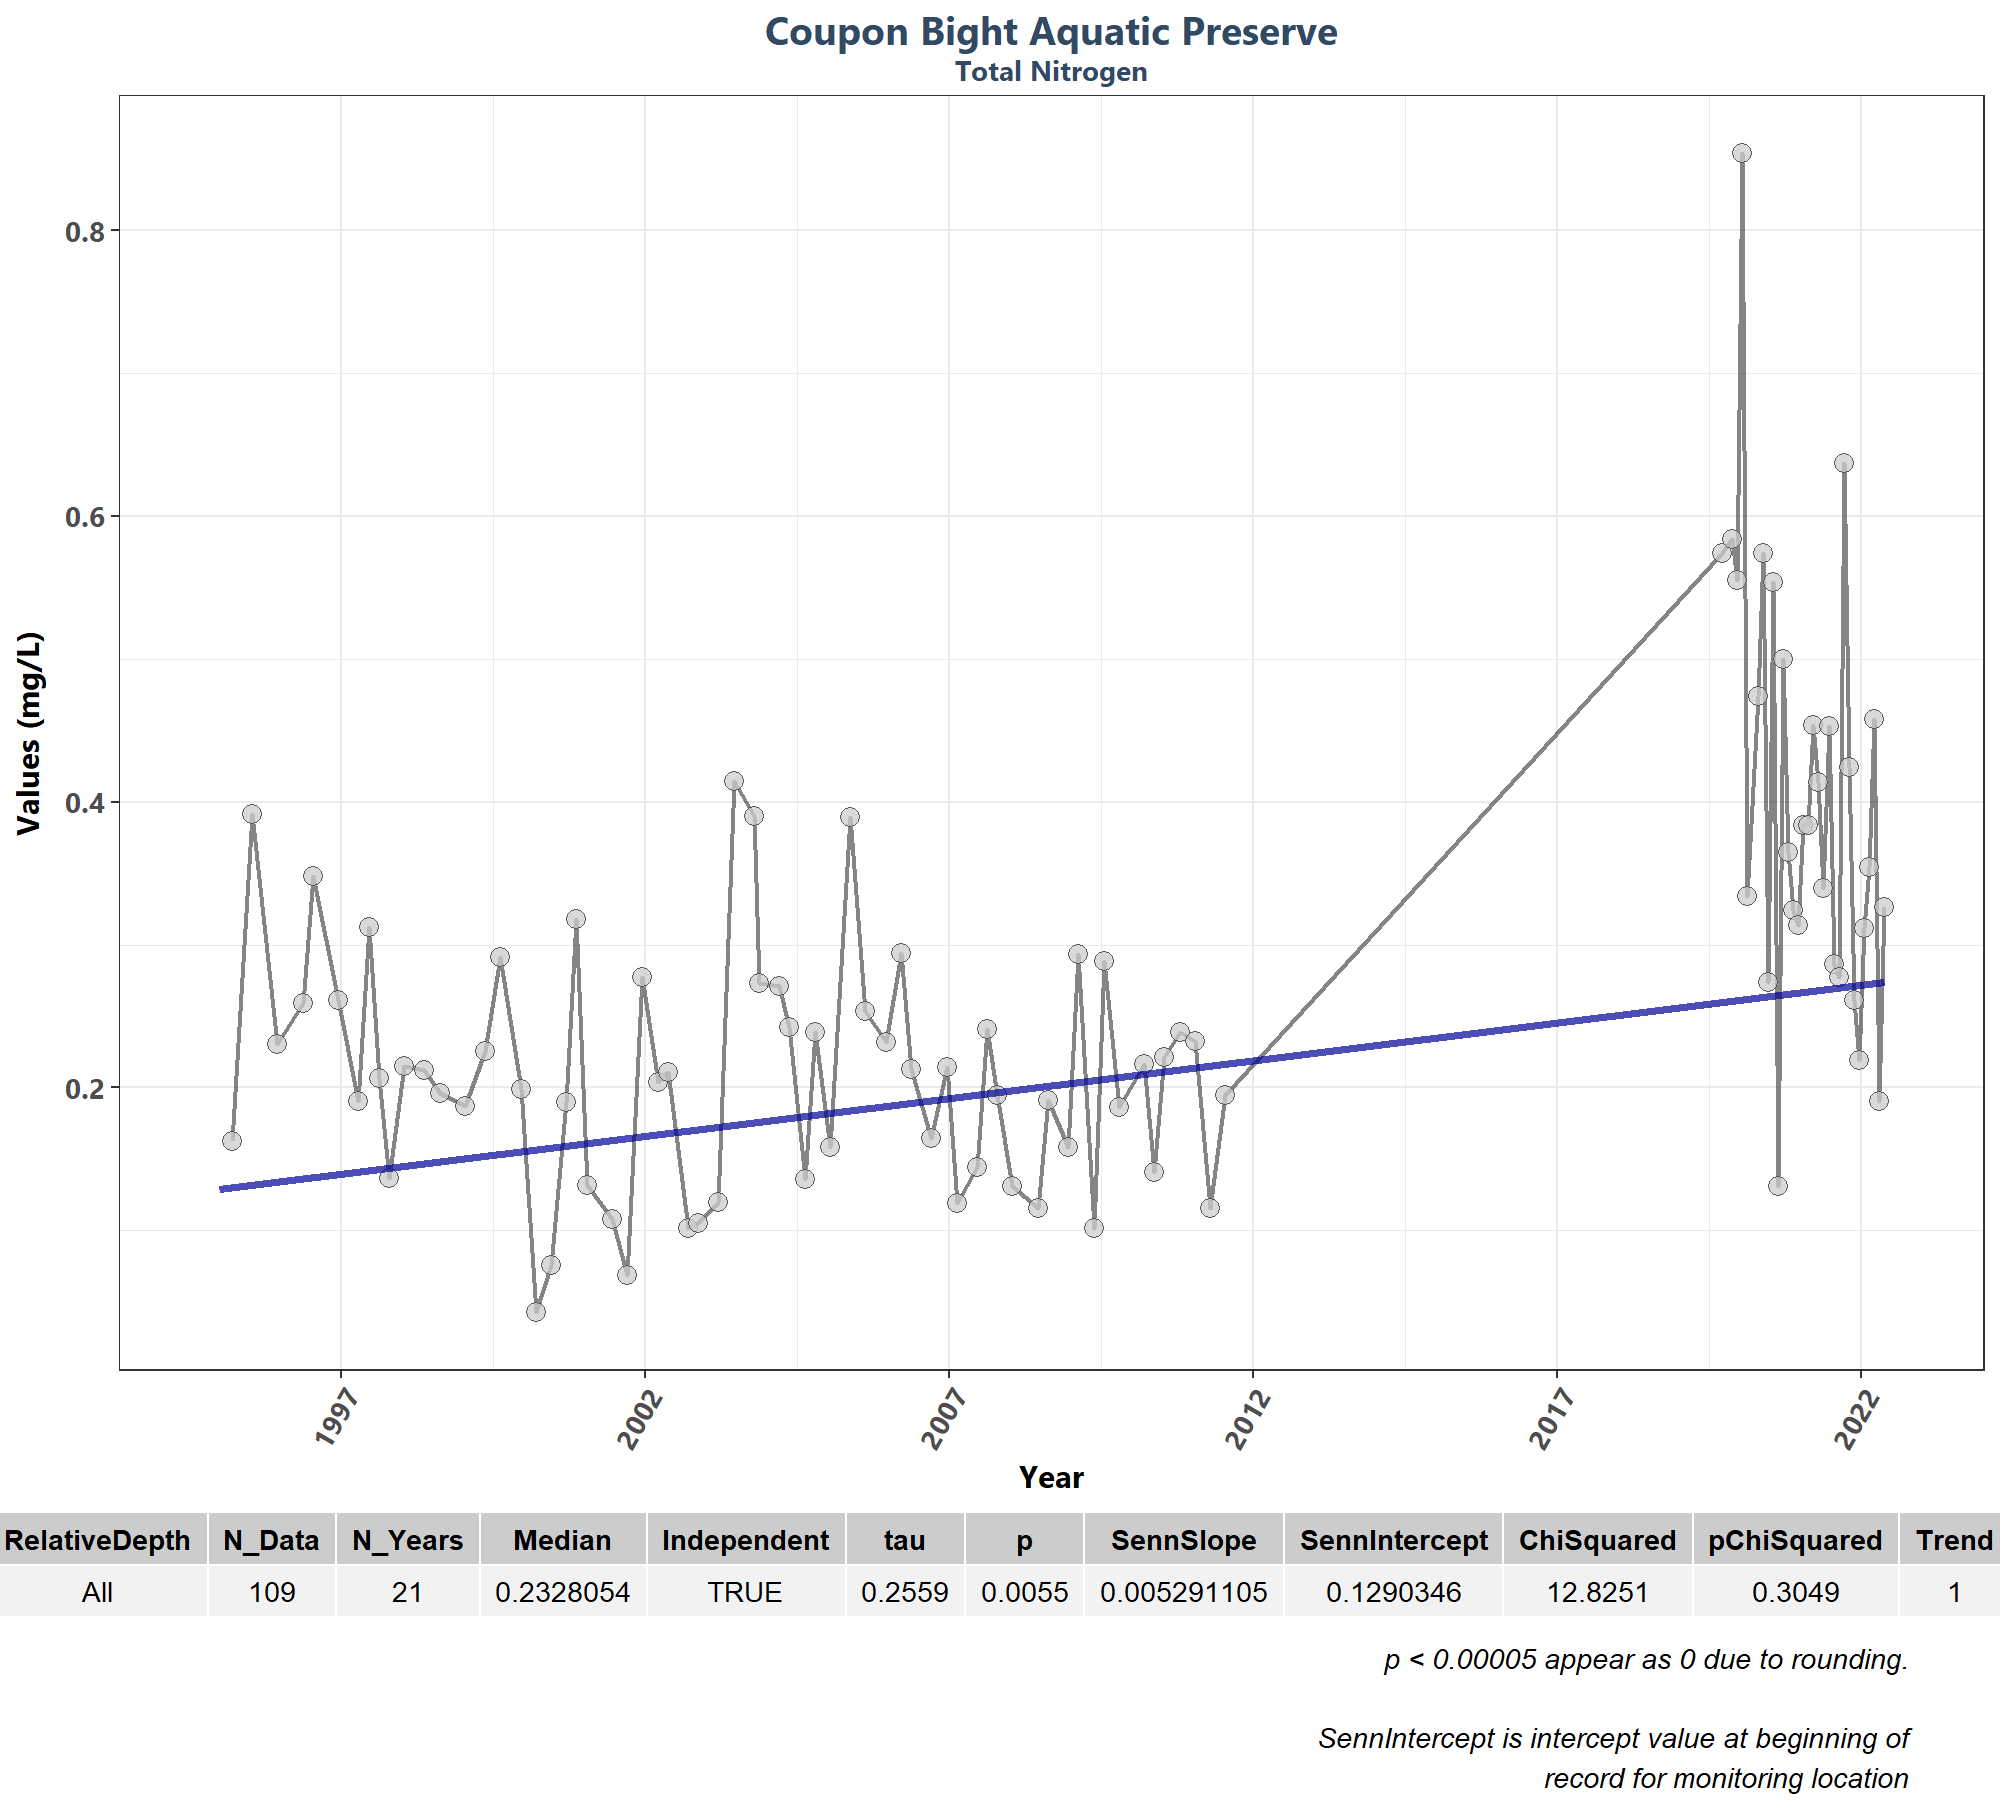 Coupon Bight Aquatic Preserve
Total Nitrogen
Values (mg/L)
0.8
0.6
0.4
0.2
1997 2002 2007 2012 2017 2022
Year
RelativeDepth N_Data N_Years Median Independent tau p SennSlope SennIntercept ChiSquared pChiSquared Trend
All 109 21 0.2328054 TRUE 0.2559 0.0055 0.005291105 0.1290346 12.8251 0.3049 1
p < 0.00005 appear as 0 due to rounding.
SennIntercept is intercept value at beginning of
record for monitoring location